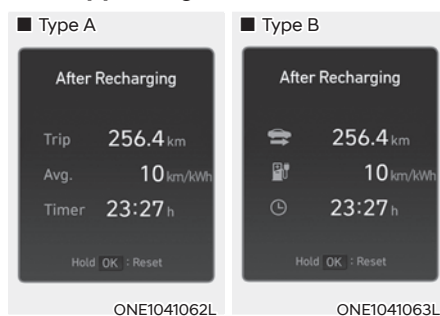 ■ Type A
After Recharging
Trip 256.4 km
Avg. 10 km/kWh
Timer 23:27 h
Hold OK : Reset
ONE1041062L
■ Type B
After Recharging
256.4 km
10 km/kWh
23:27 h
Hold OK : Reset
ONE1041063L